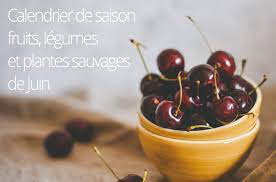 Calendrier de saison
fruits, légumes
et plantes sauvages
de Juin